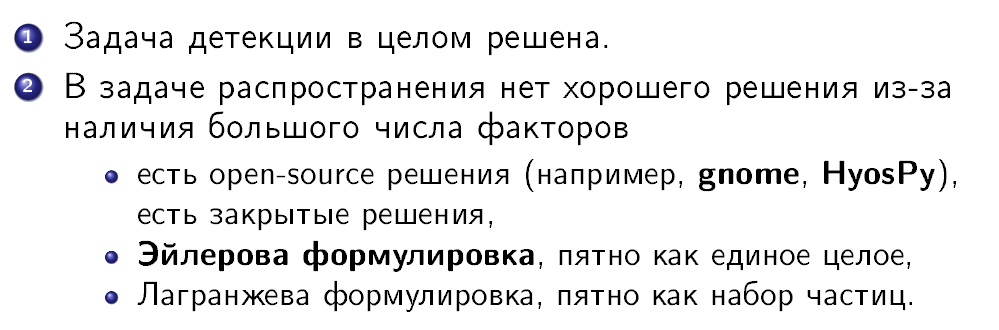 1 Задача детекции в целом решена.
2 В задаче распространения нет хорошего решения из-за
наличия большого числа факторов
есть open-source решения (например, gnome, HyosPy),
есть закрытые решения,
Эйлерова формулировка, пятно как единое целое,
Лагранжева формулировка, пятно как набор частиц.